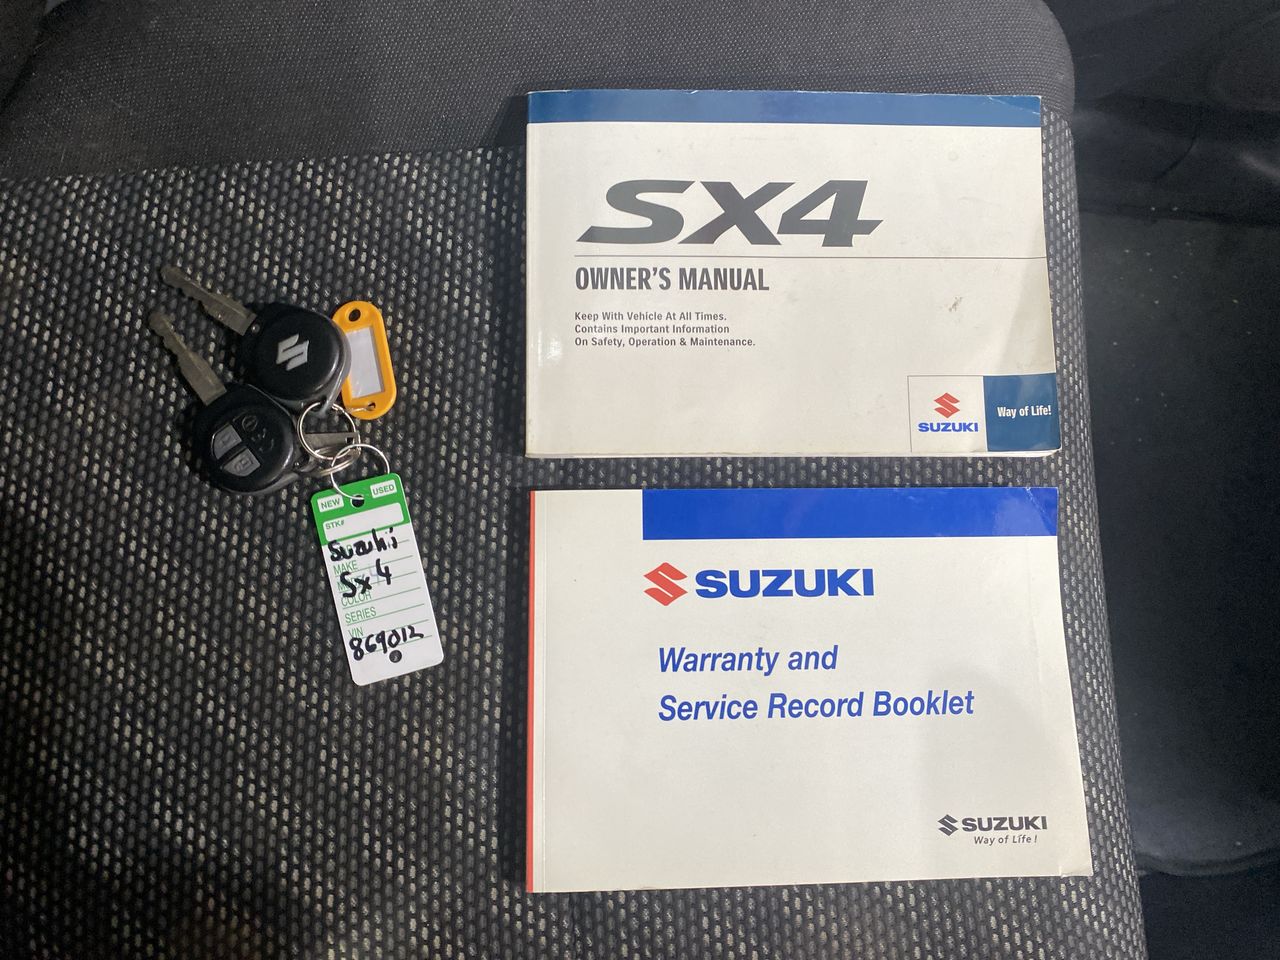 SX4
OWNER'S MANUAL
Keep With Vehicle At All Times.
Contains Important Information
On Safety, Operation & Maintenance.
SUZUKI
Way of Life!
NEW
USED
STK#
Suzuki
MAKE
Sx4
COLOR
SERIES
VIN
869012
SUZUKI
Warranty and
Service Record Booklet
SUZUKI
Way of Life!